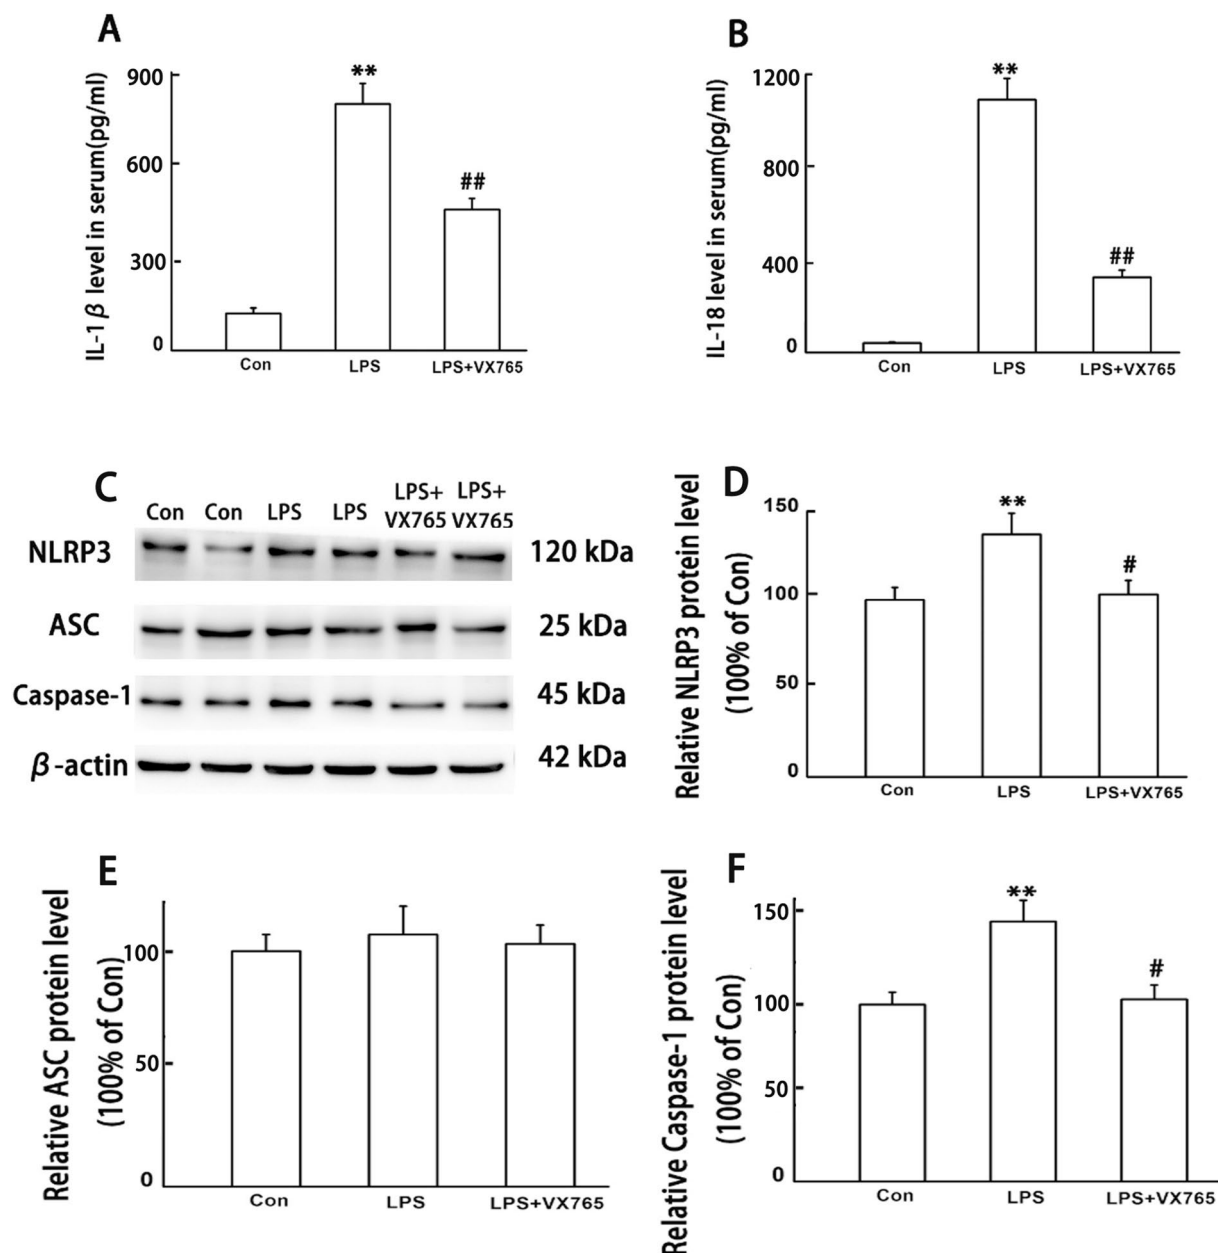 A
IL-1β level in serum(pg/ml)
900
600
300
0
**
##
Con LPS LPS+VX765
B
IL-18 level in serum(pg/ml)
1200
800
400
0
**
##
Con LPS LPS+VX765
C
Con Con LPS LPS LPS+ LPS+
VX765 VX765
NLRP3 120 kDa
ASC 25 kDa
Caspase-1 45 kDa
β-actin 42 kDa
D
Relative NLRP3 protein level
(100% of Con)
150
100
50
0
**
#
Con LPS LPS+VX765
E
Relative ASC protein level
(100% of Con)
100
50
0
Con LPS LPS+VX765
F
Relative Caspase-1 protein level
(100% of Con)
150
100
50
0
**
#
Con LPS LPS+VX765